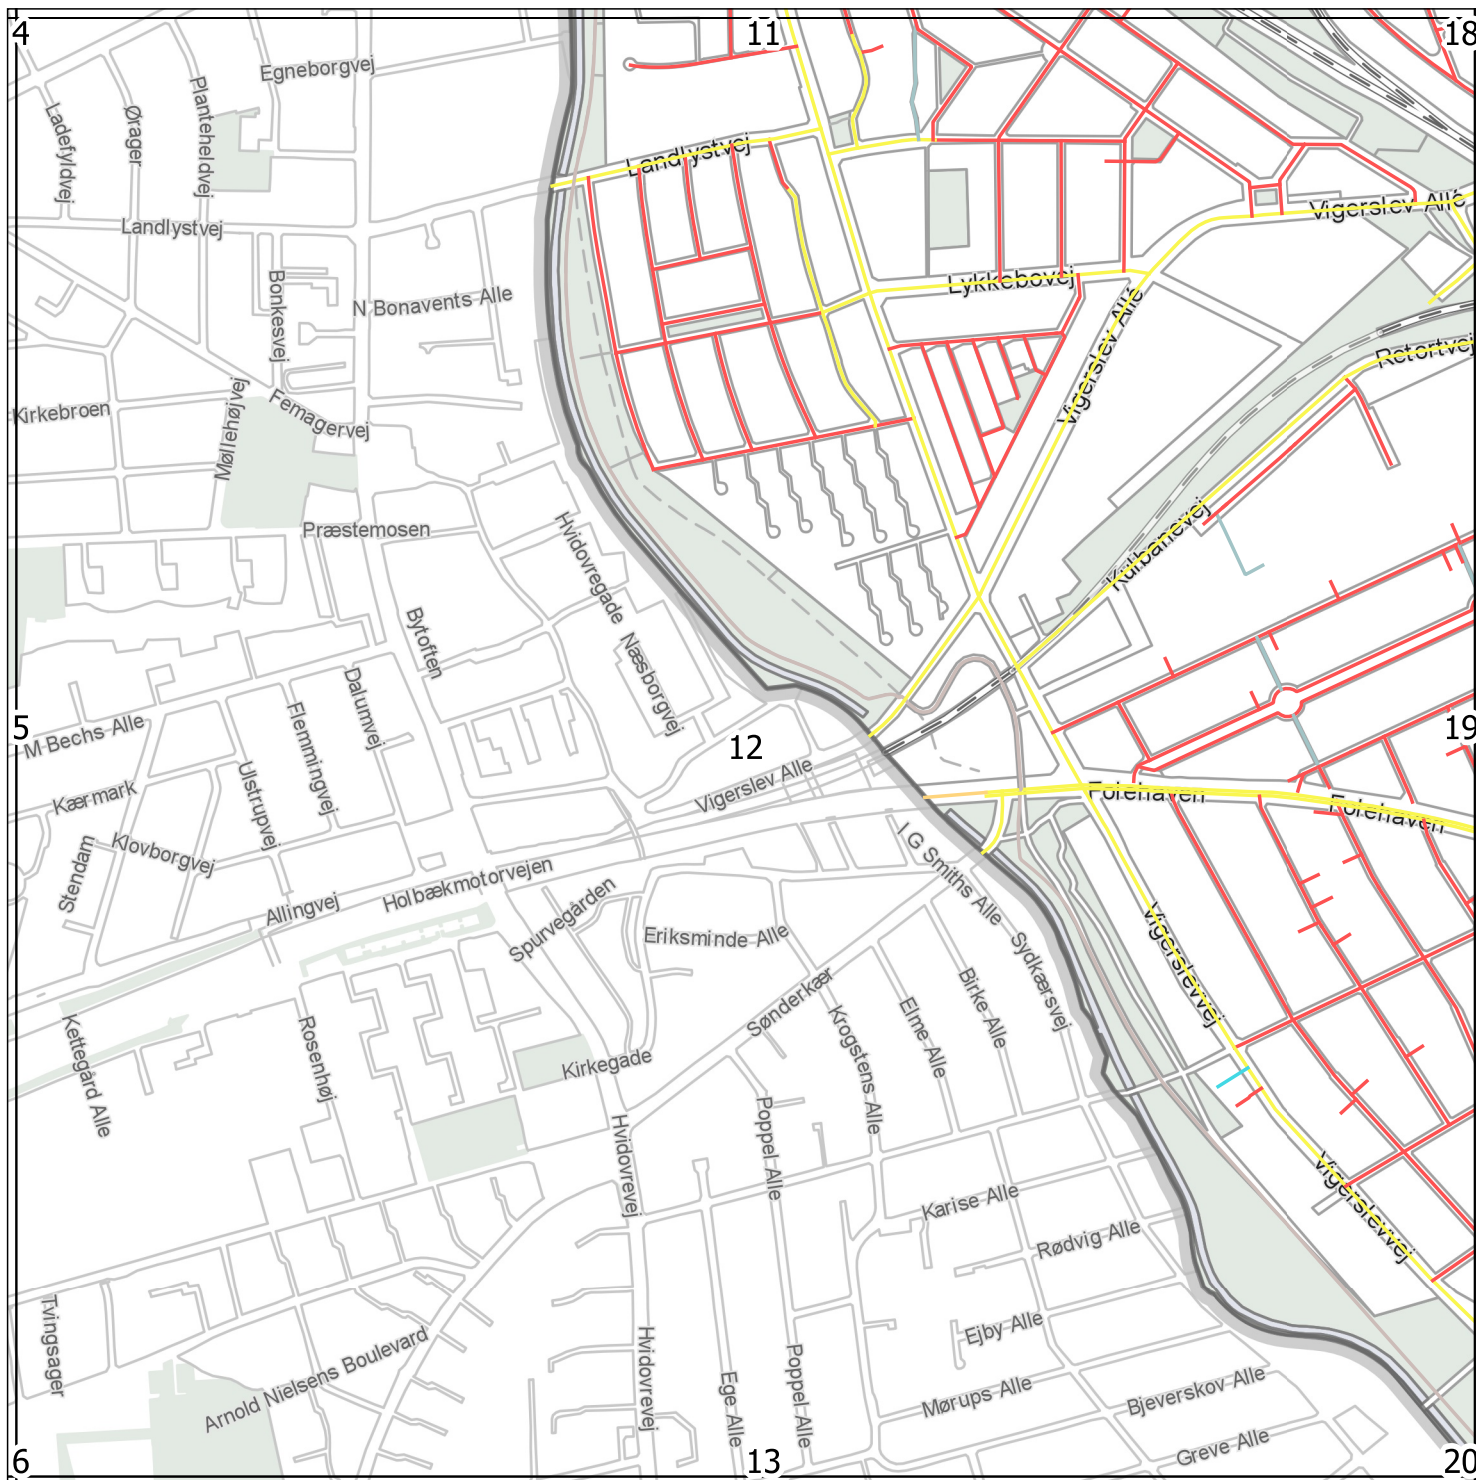 4
11
18
Egneborgvej
Ladefyldvej
Ørager
Planteheldvej
Landlystvej
Landlystvej
Vigerslev Allé
Bonkesvej
N Bonavents Alle
Lykkebovej
Vigerslev Allé
Retortvej
Kirkebroen
Møllehøjvej
Femagervej
Præstemosen
Hvidovregade
Kulbanevej
Bytoften
Næsborgvej
Dalumvej
Flemmingvej
5
M Bechs Alle
12
19
Vigerslev Alle
Kærmark
Ulstrupvej
Folehaven
Folehaven
Klovborgvej
Stendam
I G Smiths Alle
Holbækmotorvejen
Allingvej
Spurvegården
Eriksminde Alle
Sydkærsvej
Vigerslevvej
Sønderkær
Birke Alle
Elme Alle
Krogstens Alle
Kettegård Alle
Rosenhøj
Kirkegade
Poppel Alle
Hvidovrevej
Karise Alle
Vigerslevvej
Rødvig Alle
Tvingsager
Ejby Alle
Arnold Nielsens Boulevard
Hvidovrevej
Ege Alle
Poppel Alle
Mørups Alle
Bjeverskov Alle
Greve Alle
6
13
20